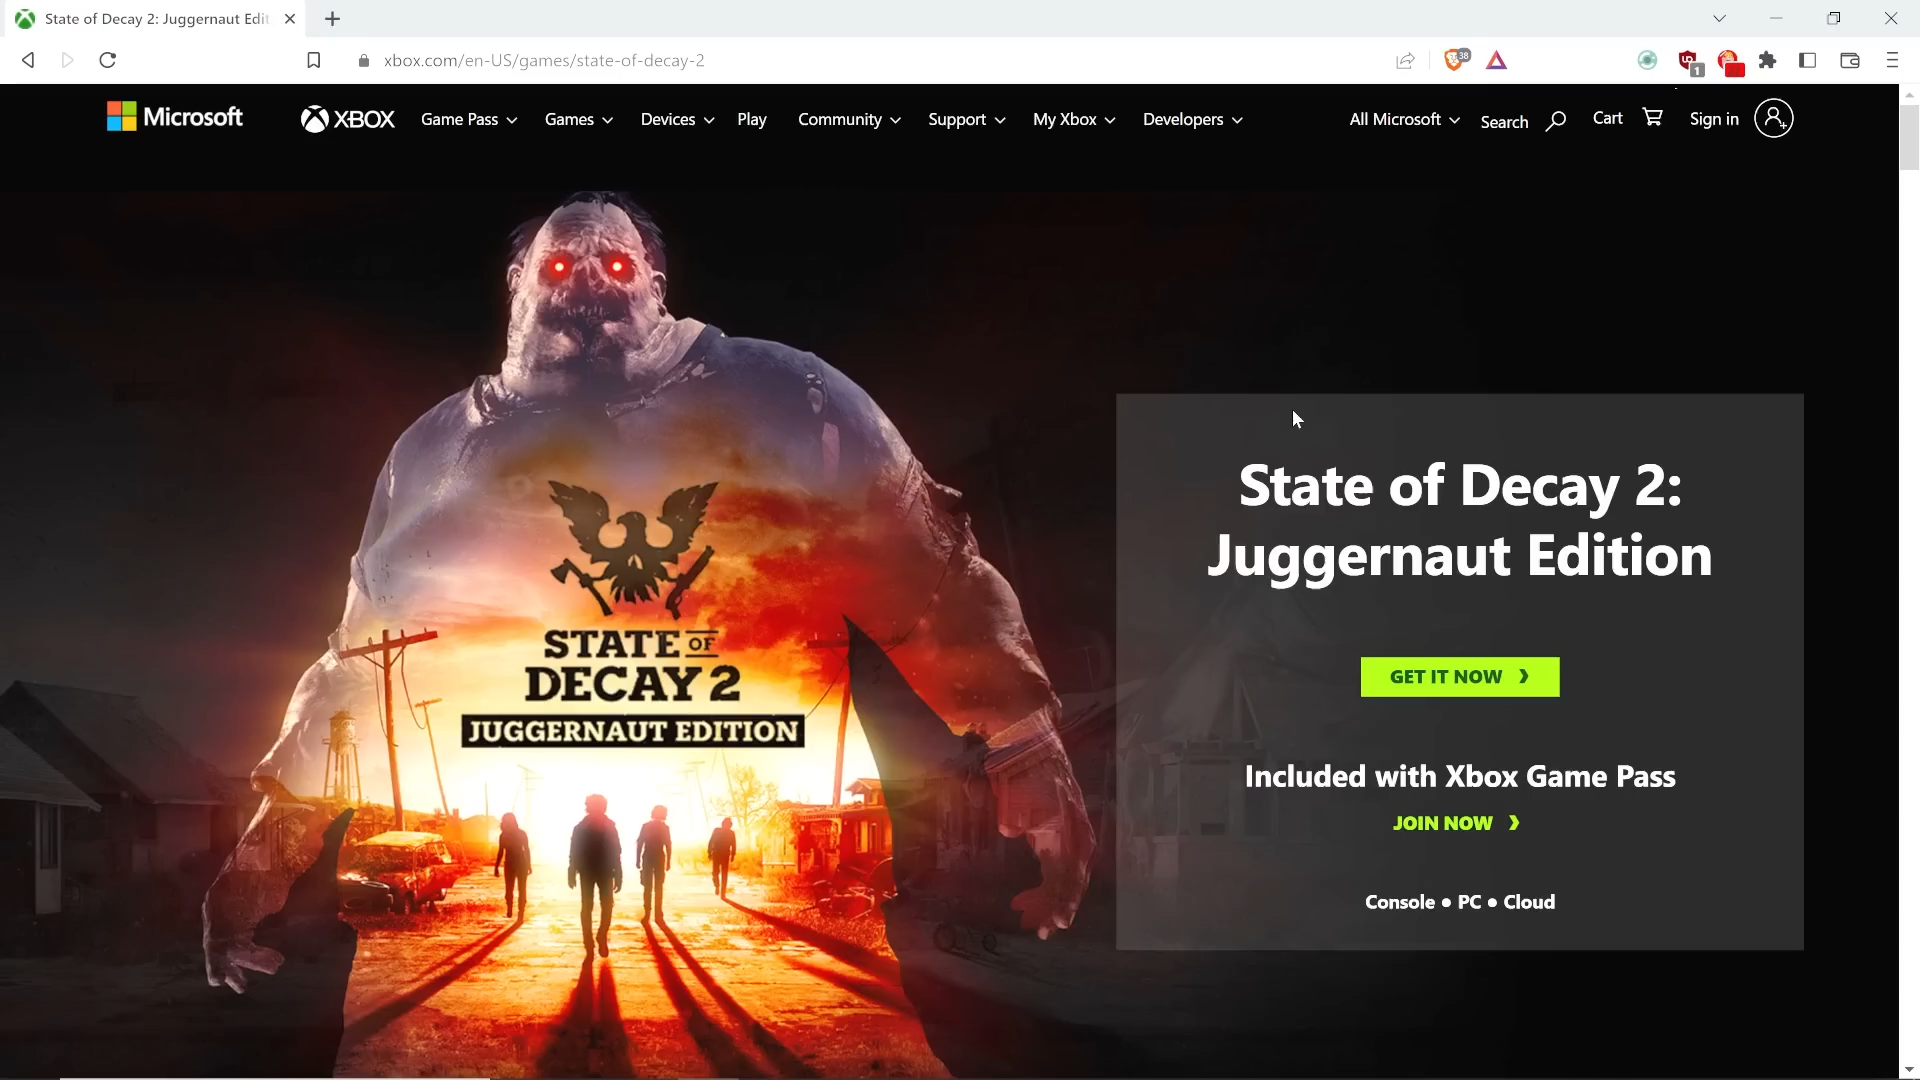 State of Decay 2: Juggernaut Edit
xbox.com/en-US/games/state-of-decay-2
38
1
Microsoft
XBOX
Game Pass
Games
Devices
Play
Community
Support
My Xbox
Developers
All Microsoft
Search
Cart
Sign in
STATE OF
DECAY 2
JUGGERNAUT EDITION
State of Decay 2:
Juggernaut Edition
GET IT NOW
Included with Xbox Game Pass
JOIN NOW
Console • PC • Cloud